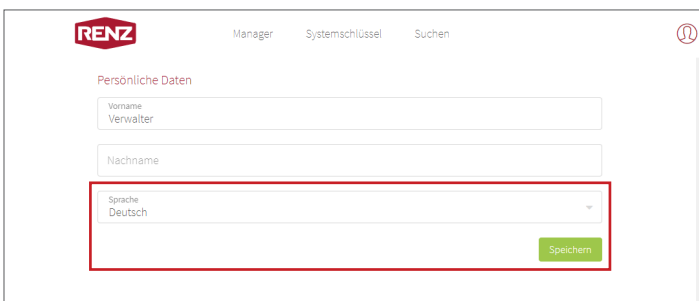 RENZ
Manager Systemschlüssel Suchen
Persönliche Daten
Vorname
Verwalter
Nachname
Sprache
Deutsch
Speichern